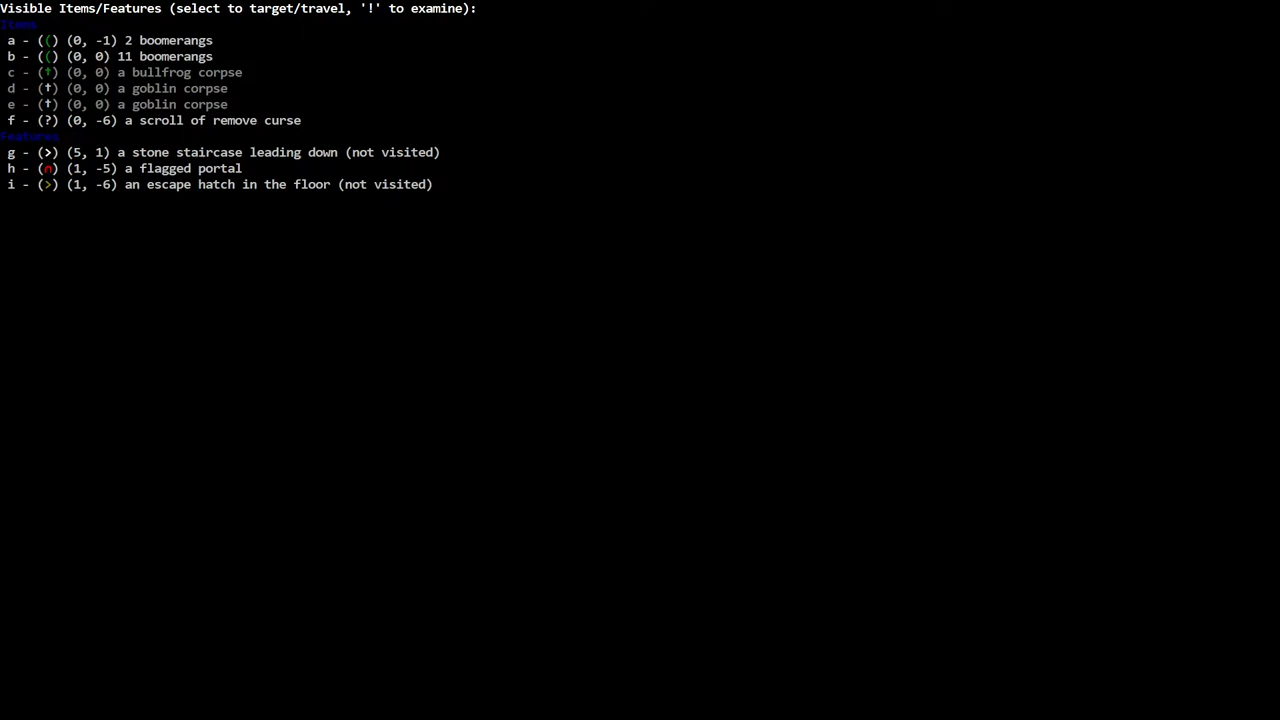 Visible Items/Features (select to target/travel, '!' to examine):
Items
a - (() (0, -1) 2 boomerangs
b - (() (0, 0) 11 boomerangs
c - (†) (0, 0) a bullfrog corpse
d - (†) (0, 0) a goblin corpse
e - (†) (0, 0) a goblin corpse
f - (?) (0, -6) a scroll of remove curse
Features
g - (>) (5, 1) a stone staircase leading down (not visited)
h - (∩) (1, -5) a flagged portal
i - (>) (1, -6) an escape hatch in the floor (not visited)